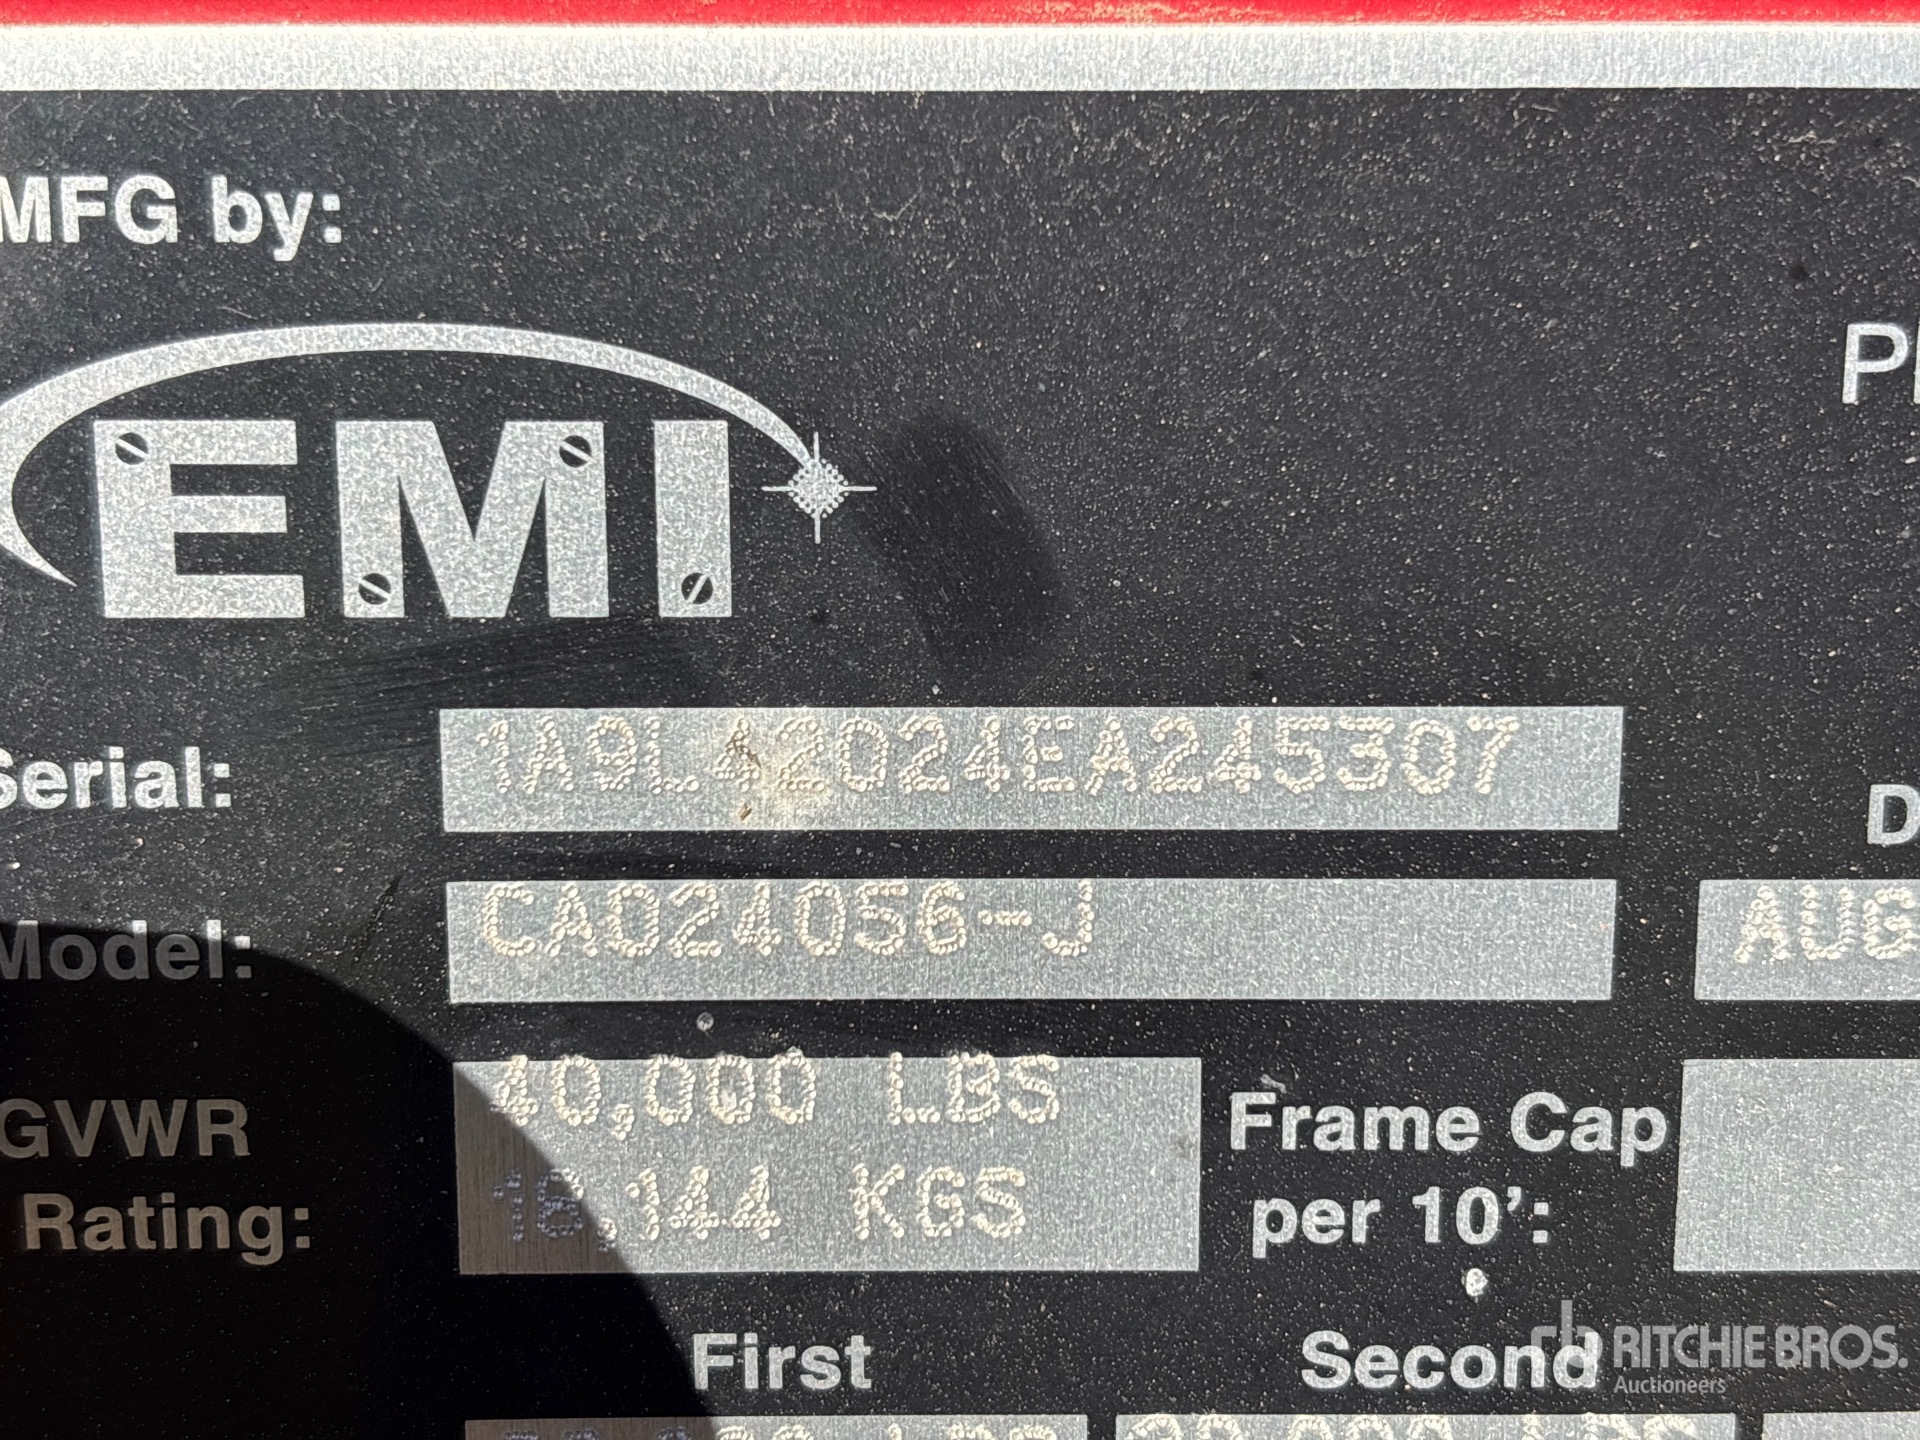 MFG by:
Pl
EMI
Serial: 1A9L42024EA245307
D
Model: CA024056-J
AUG
GVWR Rating: 40,000 LBS
18,144 KGS
Frame Cap
per 10':
First Second
RITCHIE BROS.
Auctioneers